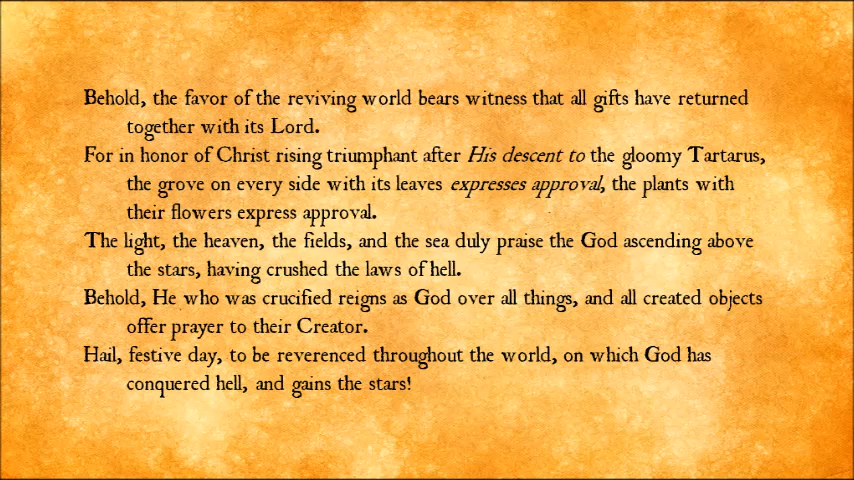 Behold, the favor of the reviving world bears witness that all gifts have returned
together with its Lord.
For in honor of Christ rising triumphant after His descent to the gloomy Tartarus,
the grove on every side with its leaves expresses approval, the plants with
their flowers express approval.
The light, the heaven, the fields, and the sea duly praise the God ascending above
the stars, having crushed the laws of hell.
Behold, He who was crucified reigns as God over all things, and all created objects
offer prayer to their Creator.
Hail, festive day, to be reverenced throughout the world, on which God has
conquered hell, and gains the stars!